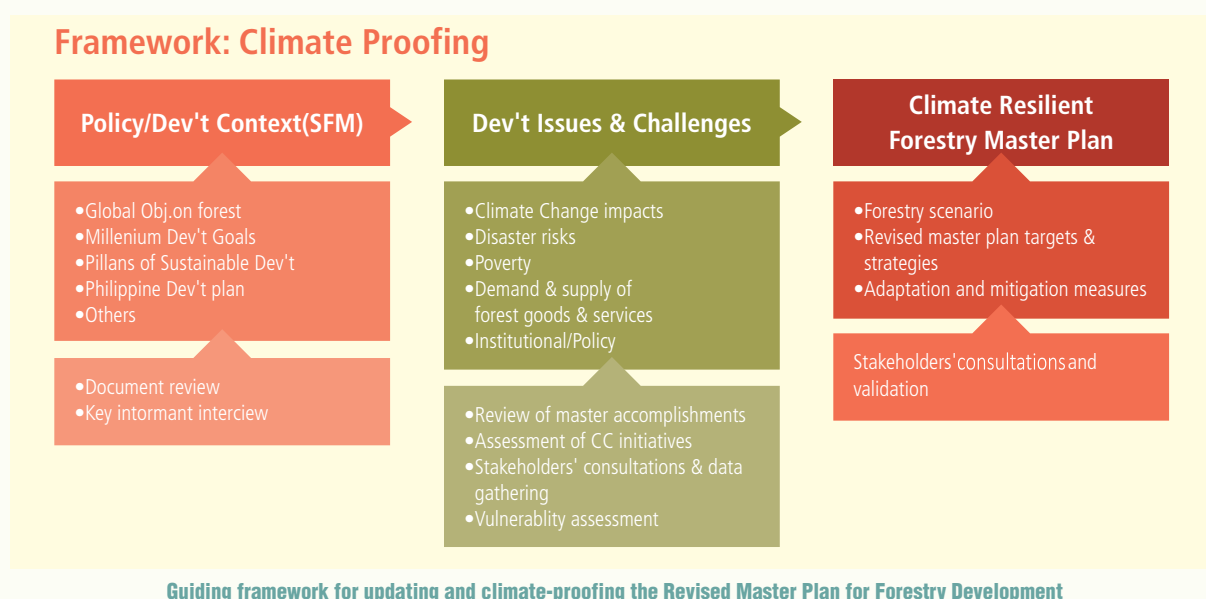 Framework: Climate Proofing
Policy/Dev't Context(SFM)
•Global Obj.on forest
•Millenium Dev't Goals
•Pillans of Sustainable Dev't
•Philippine Dev't plan
•Others
•Document review
•Key intormant interciew
Dev't Issues & Challenges
•Climate Change impacts
•Disaster risks
•Poverty
•Demand & supply of
forest goods & services
•Institutional/Policy
•Review of master accomplishments
•Assessment of CC initiatives
•Stakeholders' consultations & data
gathering
•Vulnerablity assessment
Climate Resilient
Forestry Master Plan
•Forestry scenario
•Revised master plan targets &
strategies
•Adaptation and mitigation measures
Stakeholders'consultations and
validation
Guiding framework for updating and climate-proofing the Revised Master Plan for Forestry Development